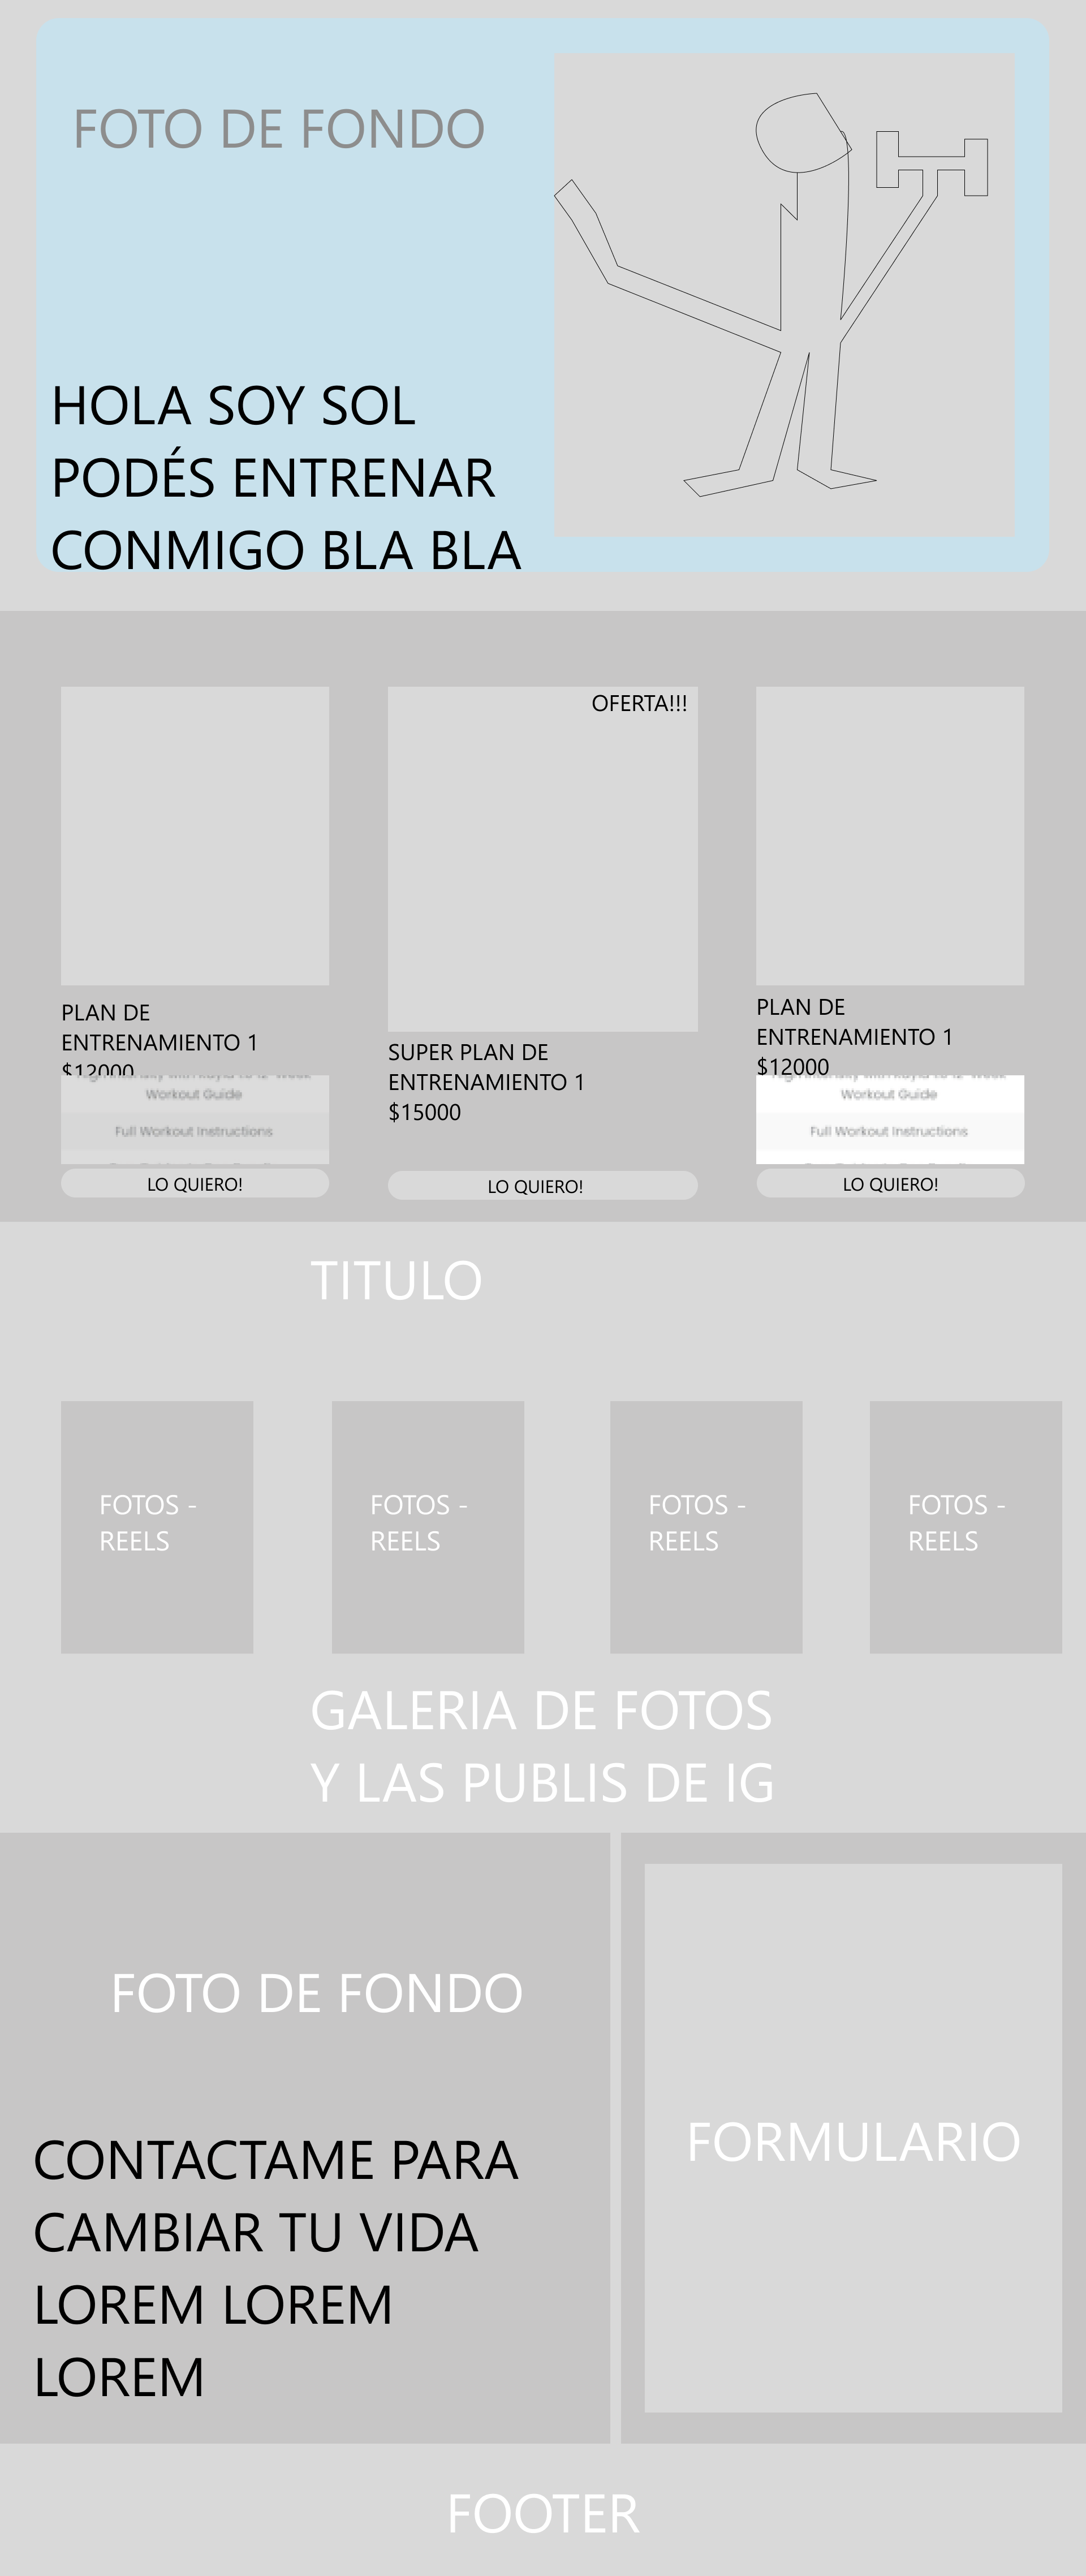 FOTO DE FONDO
HOLA SOY SOL
PODÉS ENTRENAR
CONMIGO BLA BLA
OFERTA!!!
PLAN DE
ENTRENAMIENTO 1
$12000
Workout Guide
Full Workout Instructions
LO QUIERO!
SUPER PLAN DE
ENTRENAMIENTO 1
$15000
LO QUIERO!
PLAN DE
ENTRENAMIENTO 1
$12000
Workout Guide
Full Workout Instructions
LO QUIERO!
TITULO
FOTOS -
REELS
FOTOS -
REELS
FOTOS -
REELS
FOTOS -
REELS
GALERIA DE FOTOS
Y LAS PUBLIS DE IG
FOTO DE FONDO
CONTACTAME PARA
CAMBIAR TU VIDA
LOREM LOREM
LOREM
FORMULARIO
FOOTER